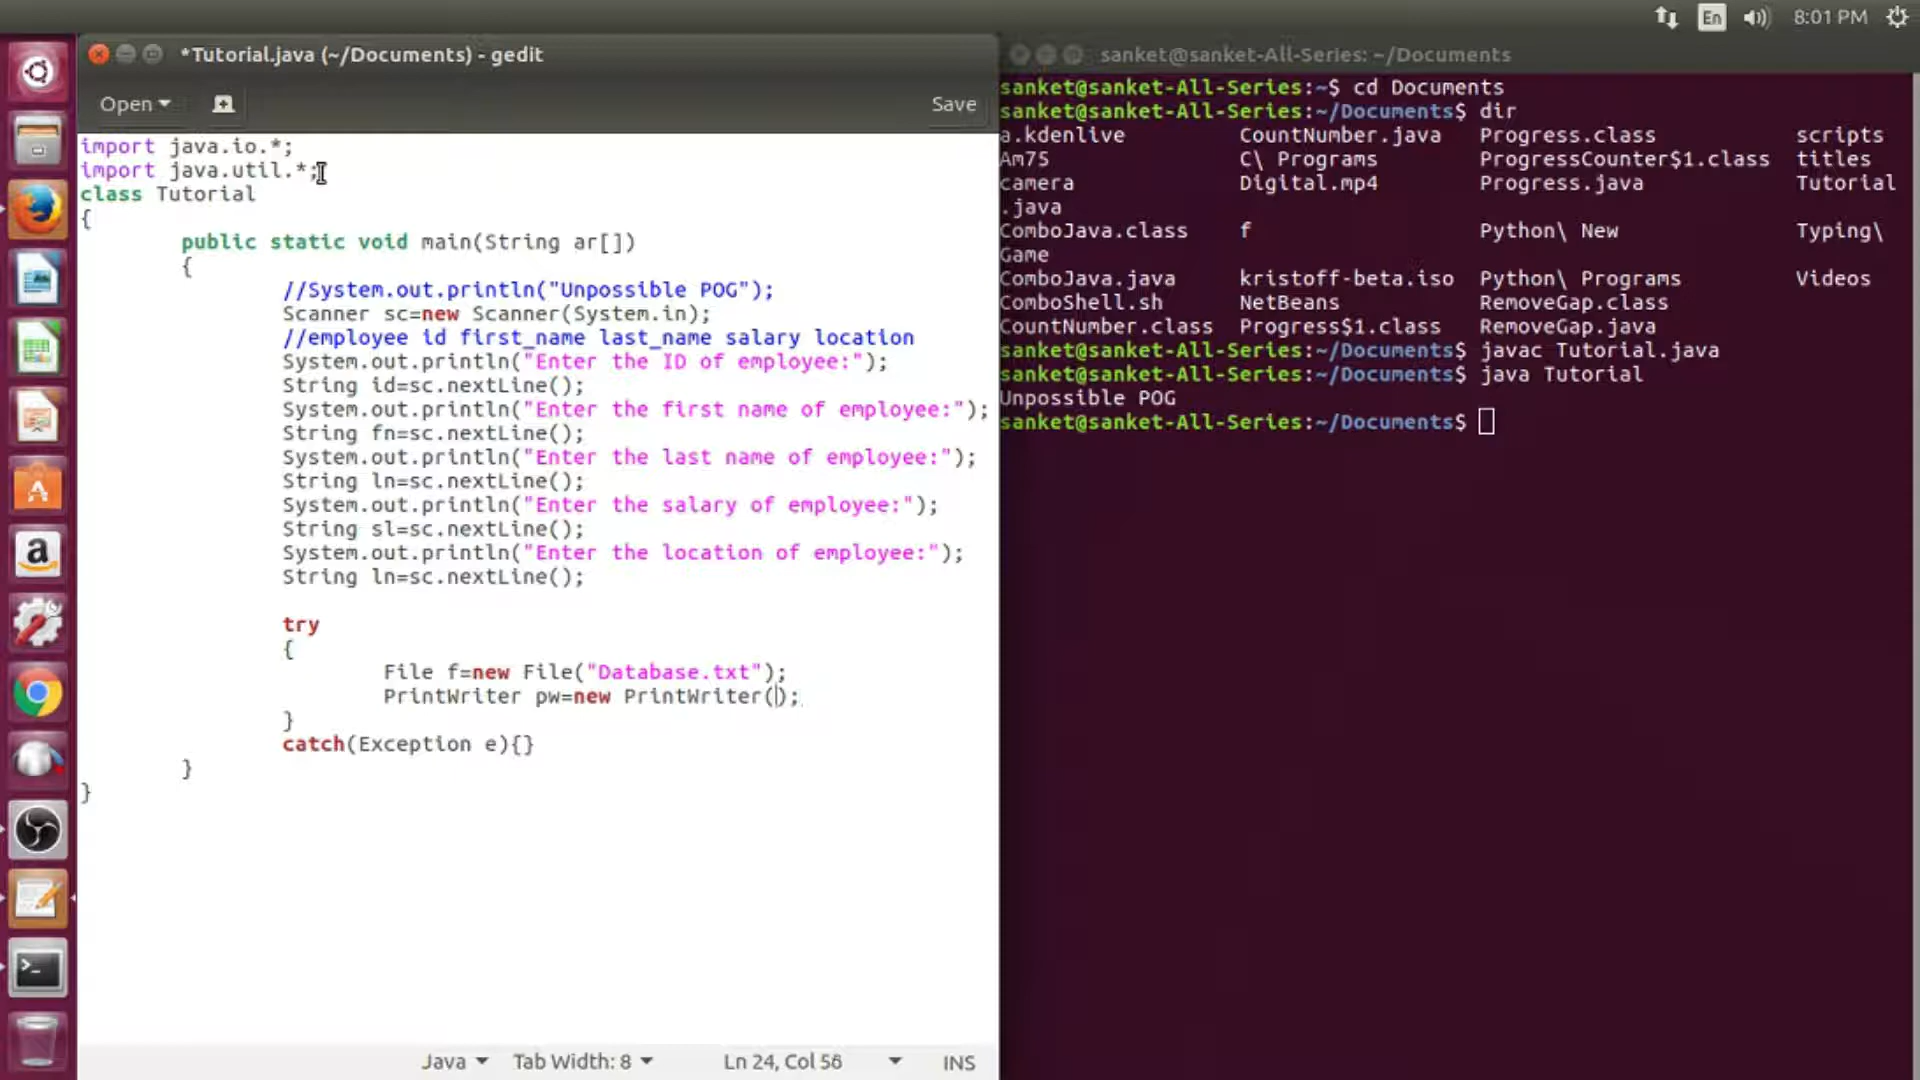 En 8:01 PM
*Tutorial.java (~/Documents) - gedit
Open
Save
import java.io.*;
import java.util.*;
class Tutorial
{
public static void main(String ar[])
{
//System.out.println("Unpossible POG");
Scanner sc=new Scanner(System.in);
//employee id first_name last_name salary location
System.out.println("Enter the ID of employee:");
String id=sc.nextLine();
System.out.println("Enter the first name of employee:");
String fn=sc.nextLine();
System.out.println("Enter the last name of employee:");
String ln=sc.nextLine();
System.out.println("Enter the salary of employee:");
String sl=sc.nextLine();
System.out.println("Enter the location of employee:");
String ln=sc.nextLine();
try
{
File f=new File("Database.txt");
PrintWriter pw=new PrintWriter();
}
catch(Exception e){}
}
}
Java Tab Width: 8 Ln 24, Col 56 INS
sanket@sanket-All-Series: ~/Documents
sanket@sanket-All-Series:~$ cd Documents
sanket@sanket-All-Series:~/Documents$ dir
a.kdenlive CountNumber.java Progress.class scripts
Am75 C\ Programs ProgressCounter$1.class titles
camera Digital.mp4 Progress.java Tutorial
.java
ComboJava.class f Python\ New Typing\
Game
ComboJava.java kristoff-beta.iso Python\ Programs Videos
ComboShell.sh NetBeans RemoveGap.class
CountNumber.class Progress$1.class RemoveGap.java
sanket@sanket-All-Series:~/Documents$ javac Tutorial.java
sanket@sanket-All-Series:~/Documents$ java Tutorial
Unpossible POG
sanket@sanket-All-Series:~/Documents$